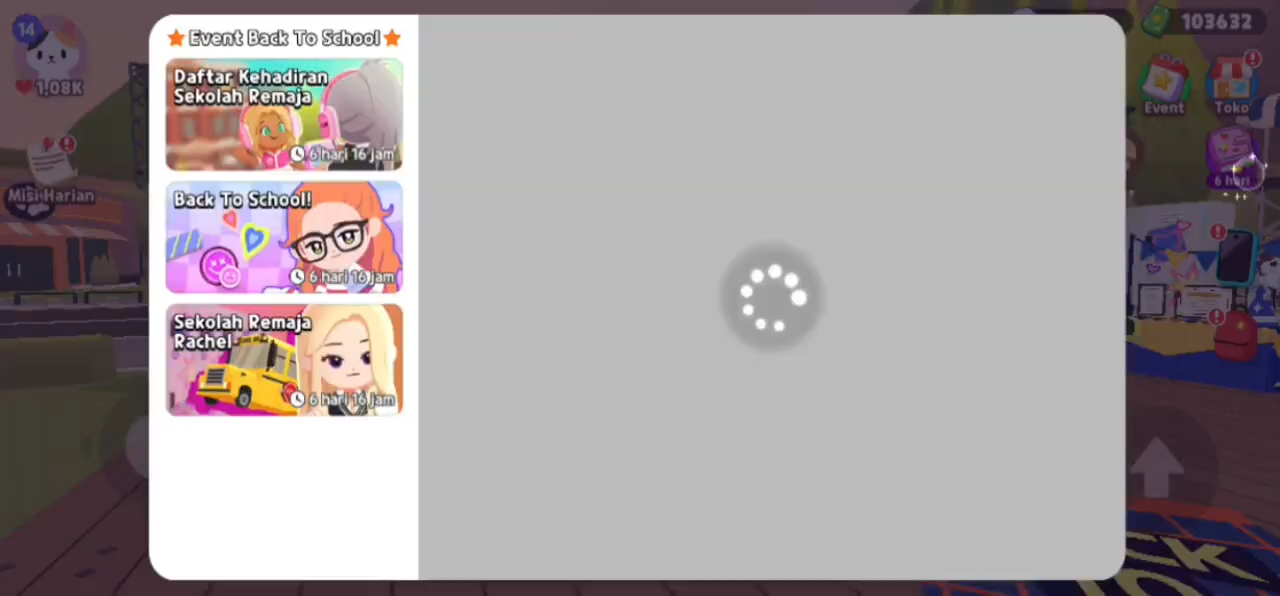 14
1,08K
Misi Harian
Event Back To School
Daftar Kehadiran
Sekolah Remaja
6 hari 16 jam
Back To School!
6 hari 16 jam
Sekolah Remaja
Rachel
6 hari 16 jam
103632
Event
Toko
6 hari